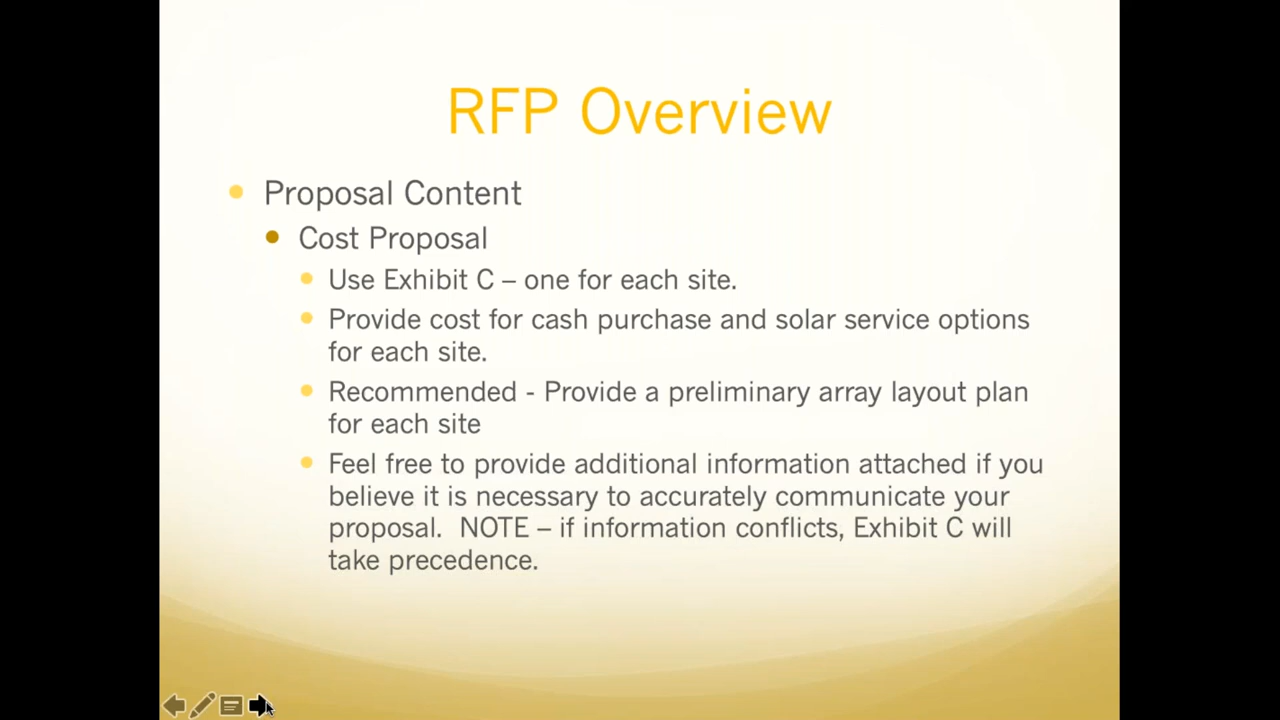 RFP Overview
Proposal Content
Cost Proposal
Use Exhibit C – one for each site.
Provide cost for cash purchase and solar service options
for each site.
Recommended - Provide a preliminary array layout plan
for each site
Feel free to provide additional information attached if you
believe it is necessary to accurately communicate your
proposal.  NOTE – if information conflicts, Exhibit C will
take precedence.